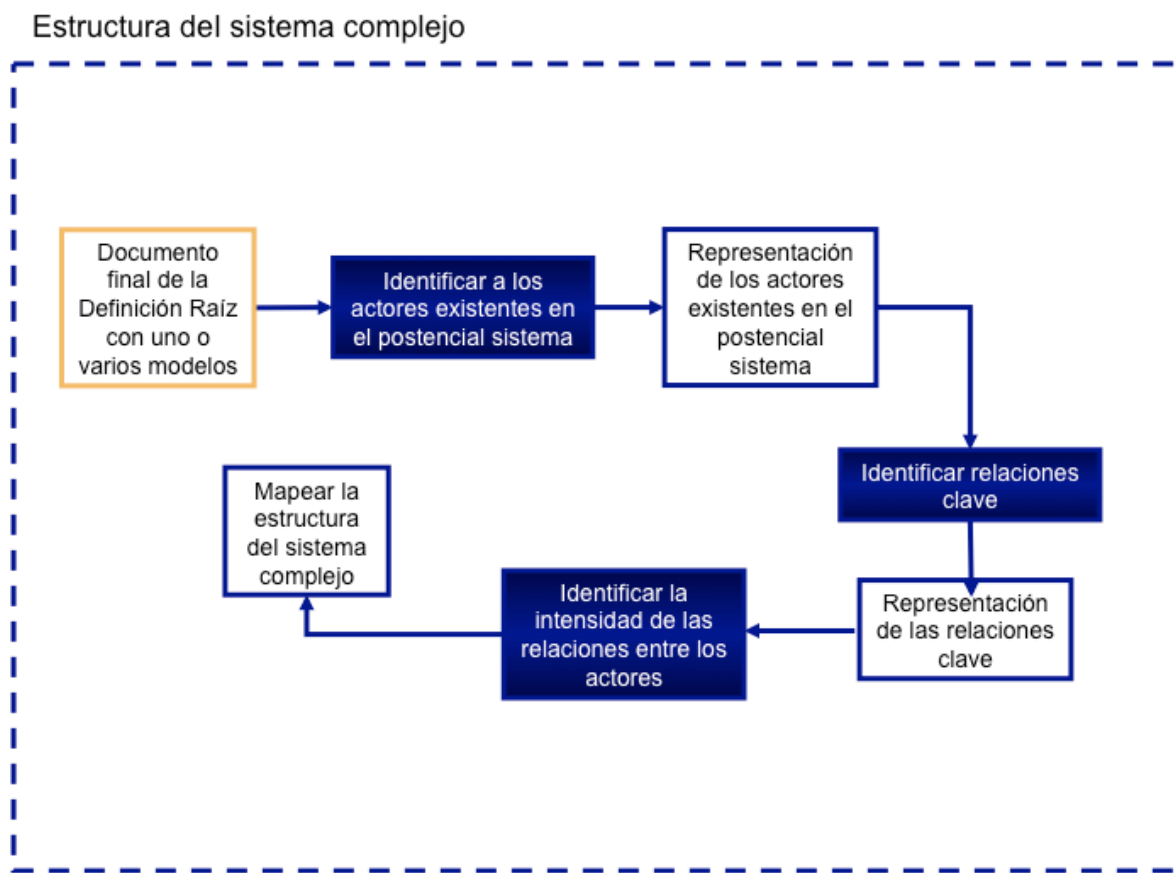 Estructura del sistema complejo
Documento
final de la
Definición Raíz
con uno o
varios modelos
Identificar a los
actores existentes en
el postencial sistema
Representación
de los actores
existentes en el
postencial
sistema
Identificar relaciones
clave
Representación
de las relaciones
clave
Identificar la
intensidad de las
relaciones entre los
actores
Mapear la
estructura
del sistema
complejo